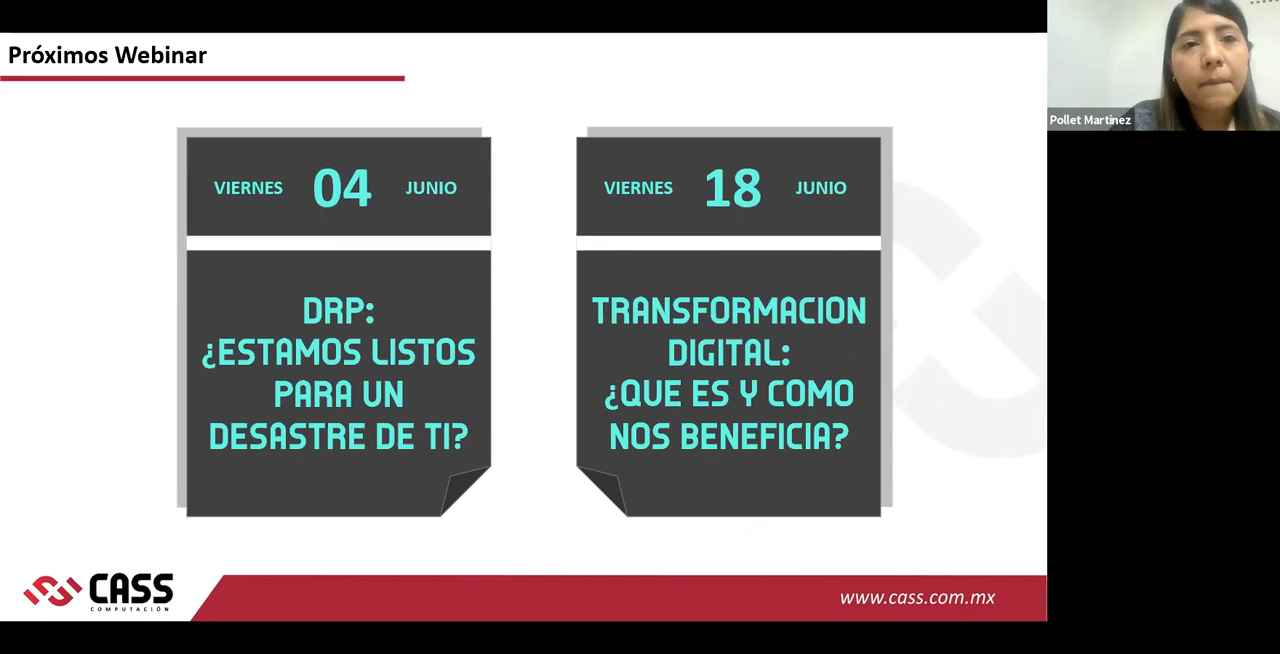 Próximos Webinar
Pollet Martinez
VIERNES 04 JUNIO
DRP:
¿ESTAMOS LISTOS
PARA UN
DESASTRE DE TI?
VIERNES 18 JUNIO
TRANSFORMACION
DIGITAL:
¿QUE ES Y COMO
NOS BENEFICIA?
CASS
COMPUTACIÓN
www.cass.com.mx